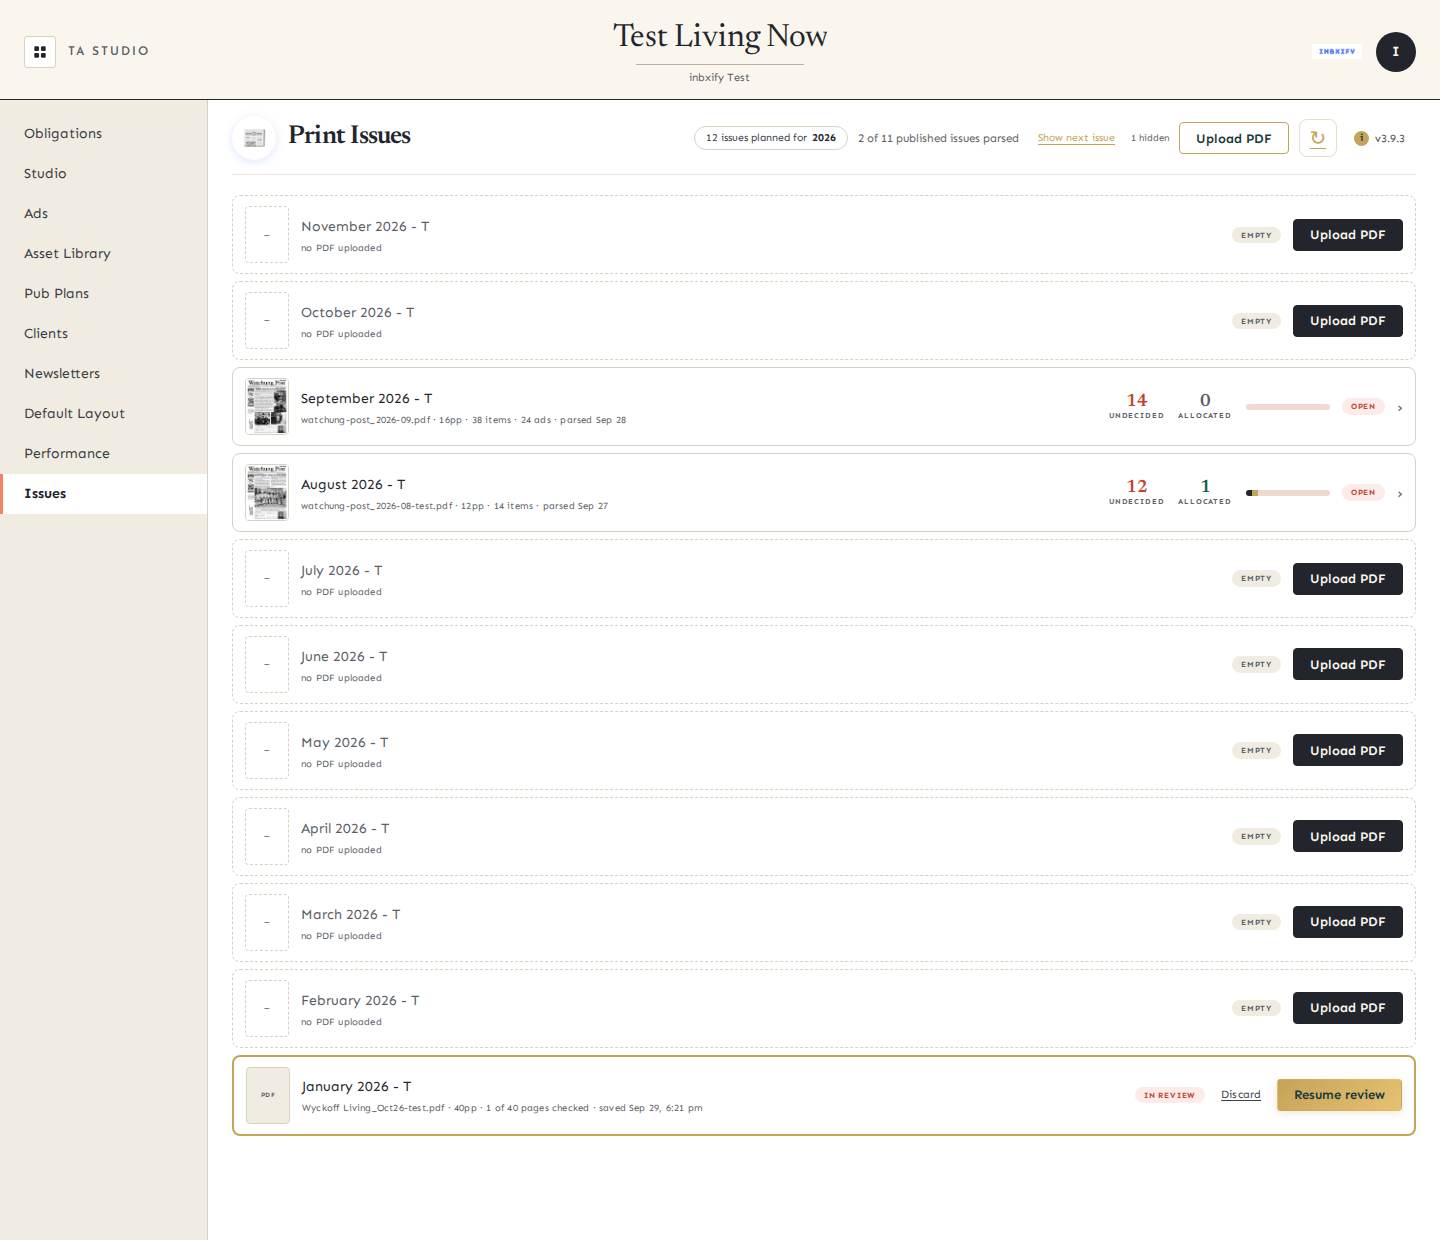 TA STUDIO
Test Living Now
inbxify Test
INBXIFY
I
Obligations
Studio
Ads
Asset Library
Pub Plans
Clients
Newsletters
Default Layout
Performance
Issues
Print Issues
12 issues planned for 2026
2 of 11 published issues parsed
Show next issue
1 hidden
Upload PDF
↻
i v3.9.3
–
November 2026 - T
no PDF uploaded
EMPTY
Upload PDF
–
October 2026 - T
no PDF uploaded
EMPTY
Upload PDF
Watchung Post
September 2026 - T
watchung-post_2026-09.pdf · 16pp · 38 items · 24 ads · parsed Sep 28
14
UNDECIDED
0
ALLOCATED
OPEN
›
Watchung Post
August 2026 - T
watchung-post_2026-08-test.pdf · 12pp · 14 items · parsed Sep 27
12
UNDECIDED
1
ALLOCATED
OPEN
›
–
July 2026 - T
no PDF uploaded
EMPTY
Upload PDF
–
June 2026 - T
no PDF uploaded
EMPTY
Upload PDF
–
May 2026 - T
no PDF uploaded
EMPTY
Upload PDF
–
April 2026 - T
no PDF uploaded
EMPTY
Upload PDF
–
March 2026 - T
no PDF uploaded
EMPTY
Upload PDF
–
February 2026 - T
no PDF uploaded
EMPTY
Upload PDF
PDF
January 2026 - T
Wyckoff Living_Oct26-test.pdf · 40pp · 1 of 40 pages checked · saved Sep 29, 6:21 pm
IN REVIEW
Discard
Resume review